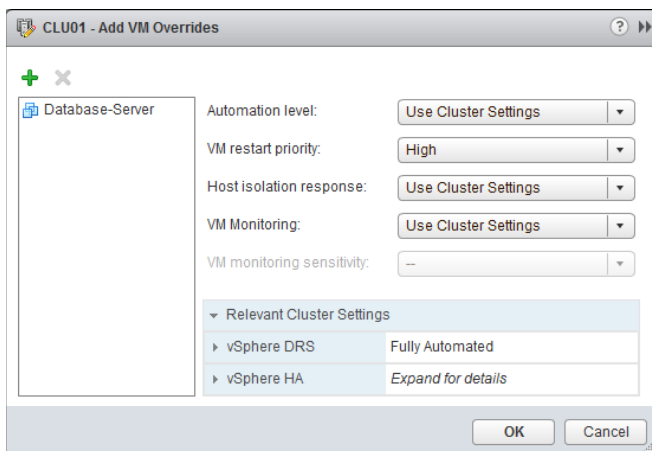 CLU01 - Add VM Overrides
?
Database-Server
Automation level: Use Cluster Settings
VM restart priority: High
Host isolation response: Use Cluster Settings
VM Monitoring: Use Cluster Settings
VM monitoring sensitivity: --
Relevant Cluster Settings
vSphere DRS Fully Automated
vSphere HA Expand for details
OK Cancel